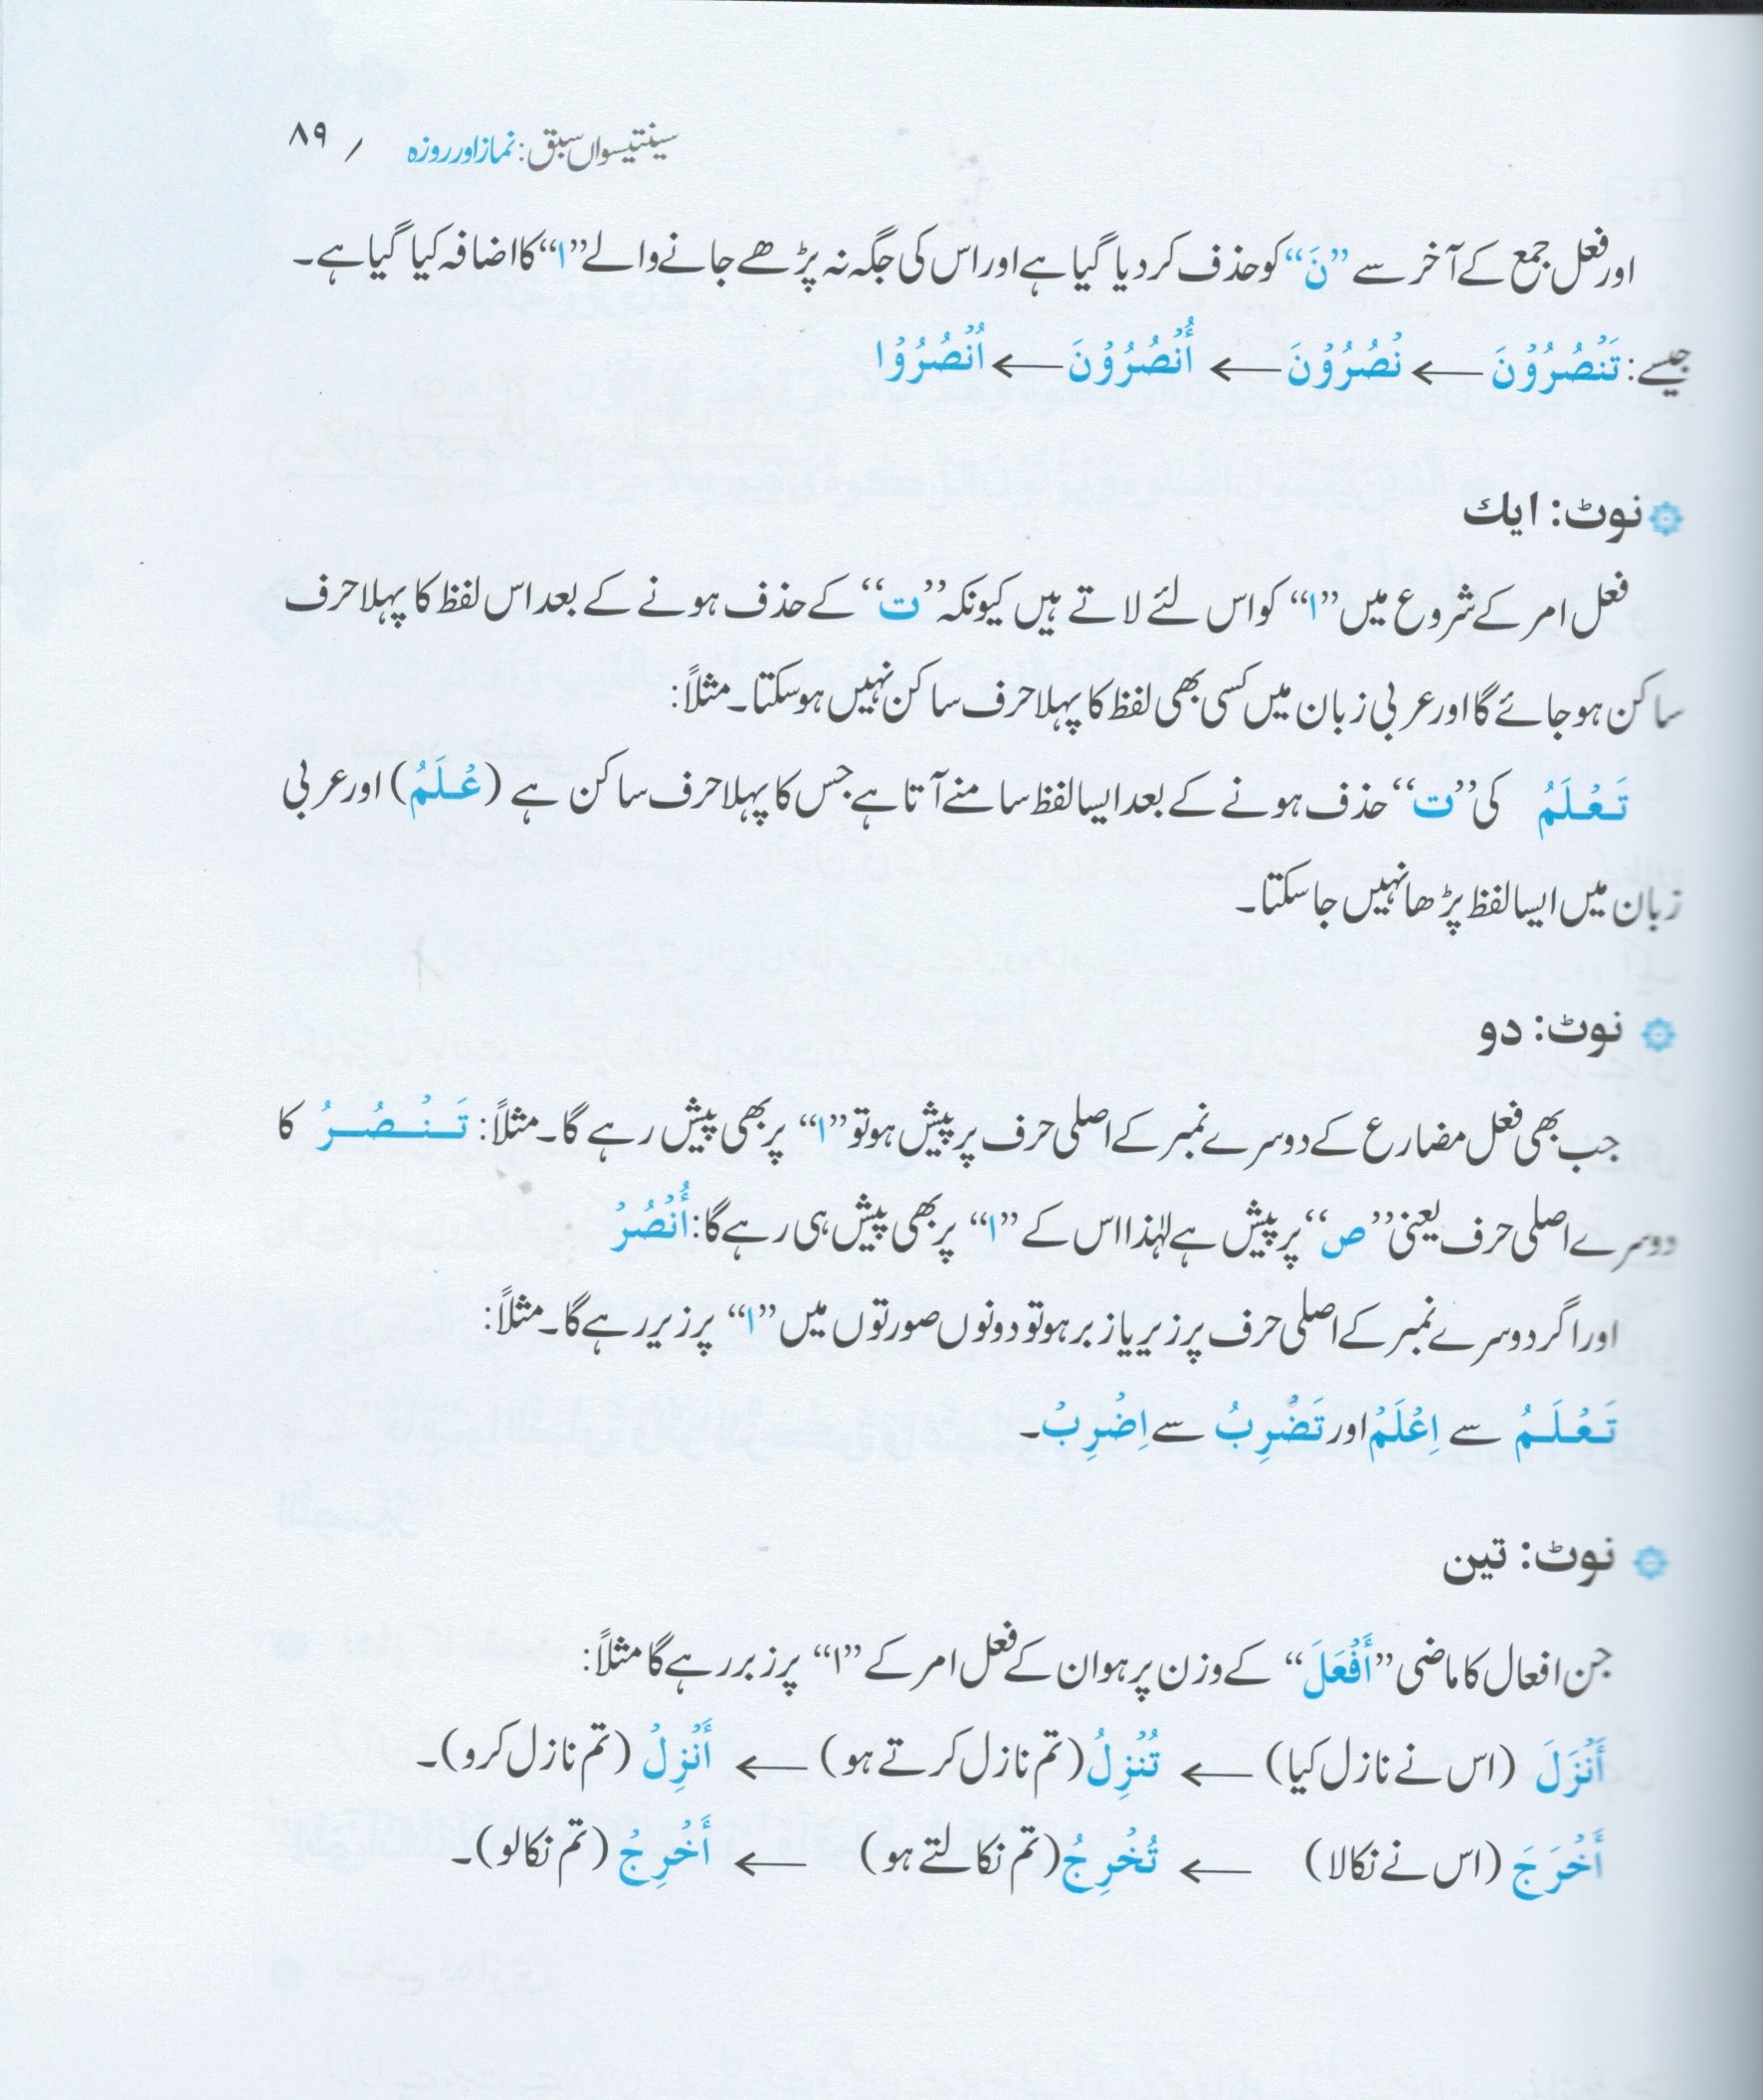 سینتیسواں سبق: نماز اور روزہ / ۸۹
اور فعل جمع کے آخر سے ”نَ“ کو حذف کر دیا گیا ہے اور اس کی جگہ نہ پڑھے جانے والے ”ا“ کا اضافہ کیا گیا ہے۔
جیسے: تَنْصُرُوْنَ ← نْصُرُوْنَ ← أُنْصُرُوْنَ ← اُنْصُرُوْا
نوٹ: ایك
فعل امر کے شروع میں ”ا“ کو اس لئے لاتے ہیں کیونکہ ”ت“ کے حذف ہونے کے بعد اس لفظ کا پہلا حرف
ساکن ہو جائے گا اور عربی زبان میں کسی بھی لفظ کا پہلا حرف ساکن نہیں ہو سکتا۔ مثلاً:
تَعْلَمُ کی ”ت“ حذف ہونے کے بعد ایسا لفظ سامنے آتا ہے جس کا پہلا حرف ساکن ہے (عْلَمُ) اور عربی
زبان میں ایسا لفظ پڑھا نہیں جا سکتا۔
نوٹ: دو
جب بھی فعل مضارع کے دوسرے نمبر کے اصلی حرف پر پیش ہو تو ”ا“ پر بھی پیش رہے گا۔ مثلاً: تَنْصُرُ کا
دوسرے اصلی حرف یعنی ”ص“ پر پیش ہے لہٰذا اس کے ”ا“ پر بھی پیش ہی رہے گا: أُنْصُرْ
اور اگر دوسرے نمبر کے اصلی حرف پر زیر یا زبر ہو تو دونوں صورتوں میں ”ا“ پر زیر رہے گا۔ مثلاً:
تَعْلَمُ سے اِعْلَمْ اور تَضْرِبُ سے اِضْرِبْ۔
نوٹ: تین
جن افعال کا ماضی ”أَفْعَلَ“ کے وزن پر ہو ان کے فعل امر کے ”ا“ پر زبر رہے گا مثلاً:
أَنْزَلَ (اس نے نازل کیا) ← تُنْزِلُ (تم نازل کرتے ہو) ← أَنْزِلْ (تم نازل کرو)۔
أَخْرَجَ (اس نے نکالا) ← تُخْرِجُ (تم نکالتے ہو) ← أَخْرِجْ (تم نکالو)۔